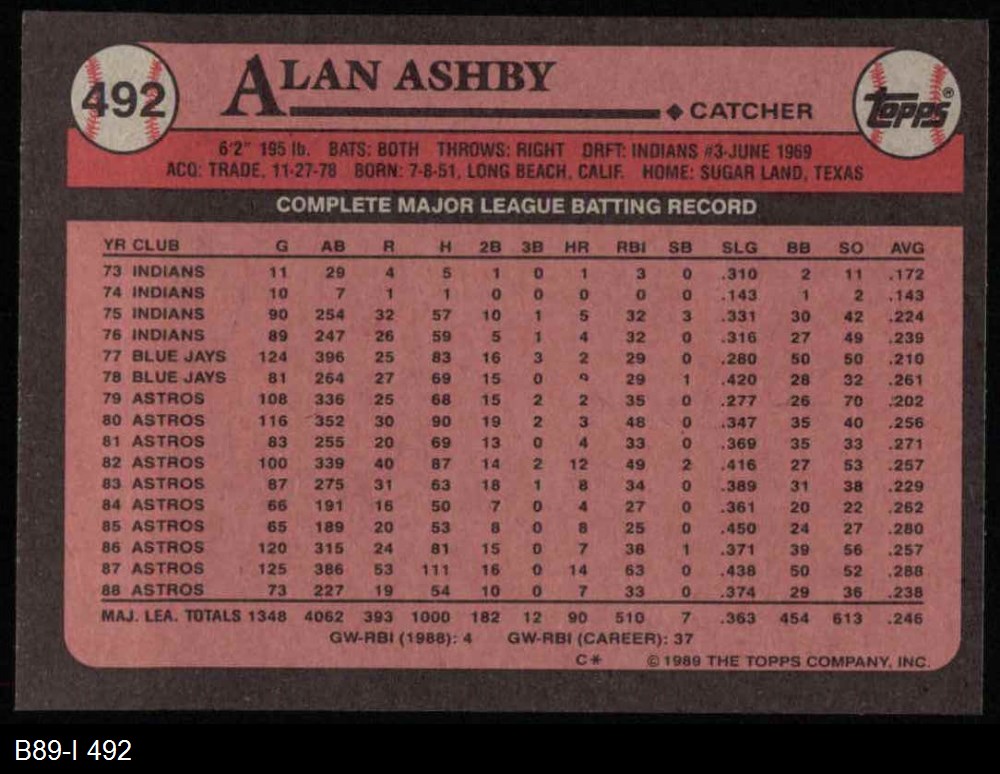 492
ALAN ASHBY
◆ CATCHER
topps®
6'2" 195 lb. BATS: BOTH THROWS: RIGHT DRFT: INDIANS #3-JUNE 1969
ACQ: TRADE, 11-27-78 BORN: 7-8-51, LONG BEACH, CALIF. HOME: SUGAR LAND, TEXAS
COMPLETE MAJOR LEAGUE BATTING RECORD
YR CLUB G AB R H 2B 3B HR RBI SB SLG BB SO AVG
73 INDIANS 11 29 4 5 1 0 1 3 0 .310 2 11 .172
74 INDIANS 10 7 1 1 0 0 0 0 0 .143 1 2 .143
75 INDIANS 90 254 32 57 10 1 5 32 3 .331 30 42 .224
76 INDIANS 89 247 26 59 5 1 4 32 0 .316 27 49 .239
77 BLUE JAYS 124 396 25 83 16 3 2 29 0 .280 50 50 .210
78 BLUE JAYS 81 264 27 69 15 0 9 29 1 .420 28 32 .261
79 ASTROS 108 336 25 68 15 2 2 35 0 .277 26 70 .202
80 ASTROS 116 352 30 90 19 2 3 48 0 .347 35 40 .256
81 ASTROS 83 255 20 69 13 0 4 33 0 .369 35 33 .271
82 ASTROS 100 339 40 87 14 2 12 49 2 .416 27 53 .257
83 ASTROS 87 275 31 63 18 1 8 34 0 .389 31 38 .229
84 ASTROS 66 191 16 50 7 0 4 27 0 .361 20 22 .262
85 ASTROS 65 189 20 53 8 0 8 25 0 .450 24 27 .280
86 ASTROS 120 315 24 81 15 0 7 38 1 .371 39 56 .257
87 ASTROS 125 386 53 111 16 0 14 63 0 .438 50 52 .288
88 ASTROS 73 227 19 54 10 0 7 33 0 .374 29 36 .238
MAJ. LEA. TOTALS 1348 4062 393 1000 182 12 90 510 7 .363 454 613 .246
GW-RBI (1988): 4 GW-RBI (CAREER): 37
C* © 1989 THE TOPPS COMPANY, INC.
B89-I 492